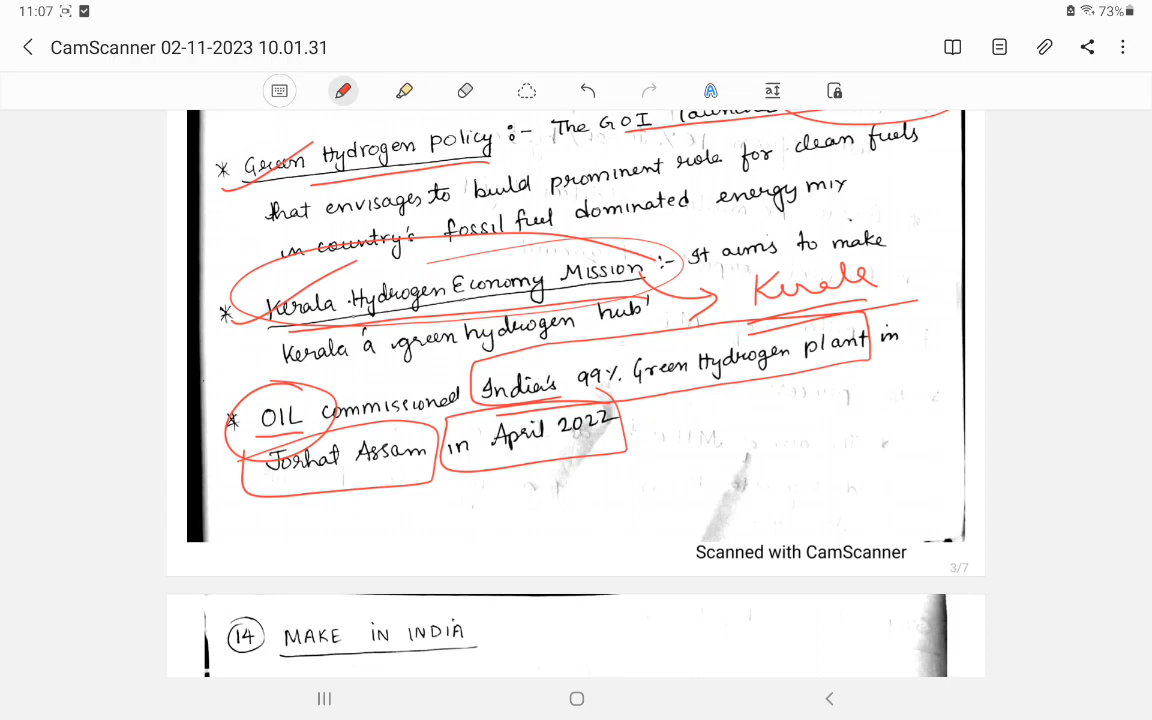 11:07
73%
CamScanner 02-11-2023 10.01.31
* Green Hydrogen policy :- The GOI launched
that envisages to build prominent role for clean fuels
in country's fossil fuel dominated energy mix
* Kerala Hydrogen Economy Mission :- It aims to make
Kerala
Kerala a green hydrogen hub
* OIL commissioned India's 99% Green Hydrogen plant in
Jorhat Assam in April 2022
Scanned with CamScanner
3/7
14 MAKE IN INDIA